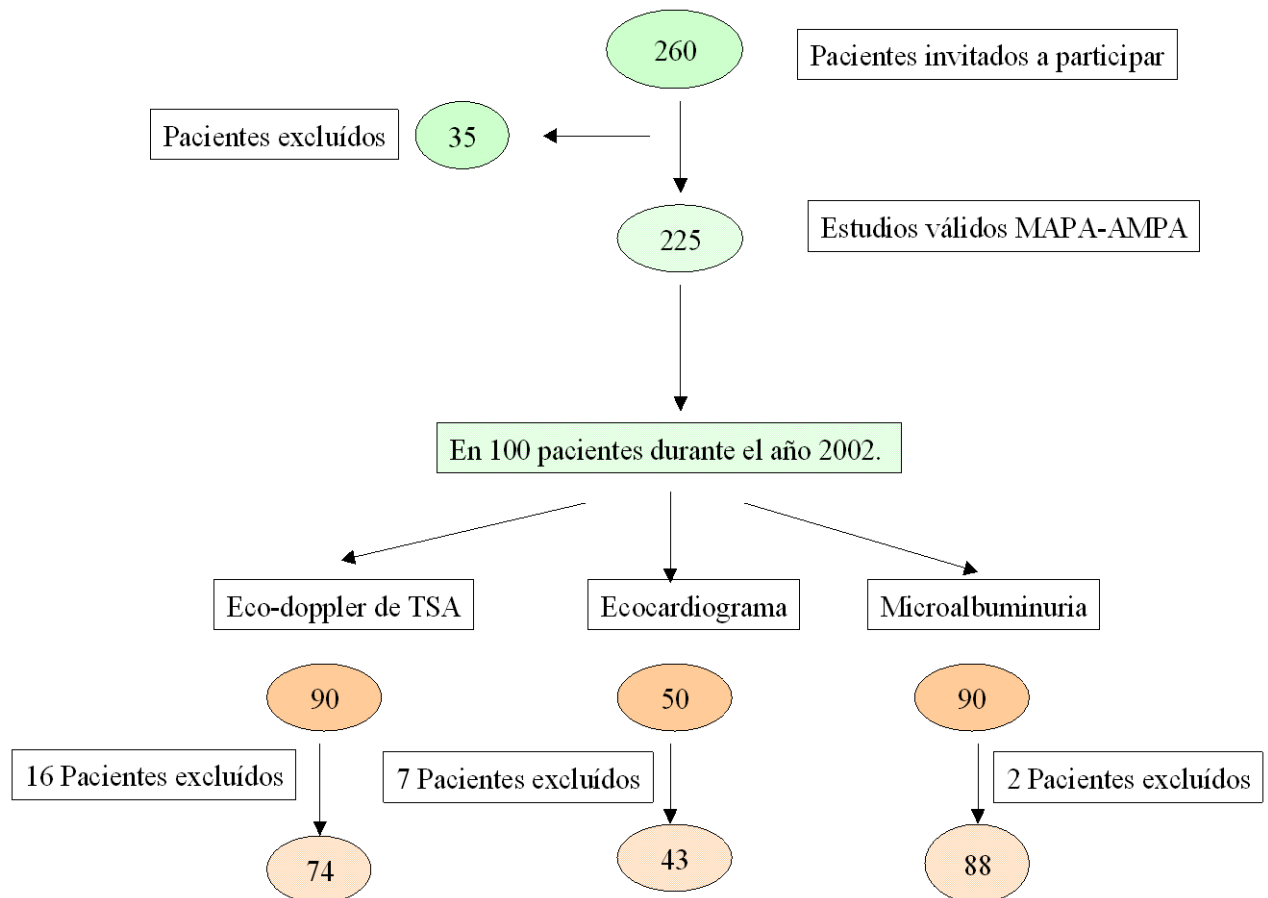 260
Pacientes invitados a participar
Pacientes excluídos
35
225
Estudios válidos MAPA-AMPA
En 100 pacientes durante el año 2002.
Eco-doppler de TSA
Ecocardiograma
Microalbuminuria
90
50
90
16 Pacientes excluídos
7 Pacientes excluídos
2 Pacientes excluídos
74
43
88